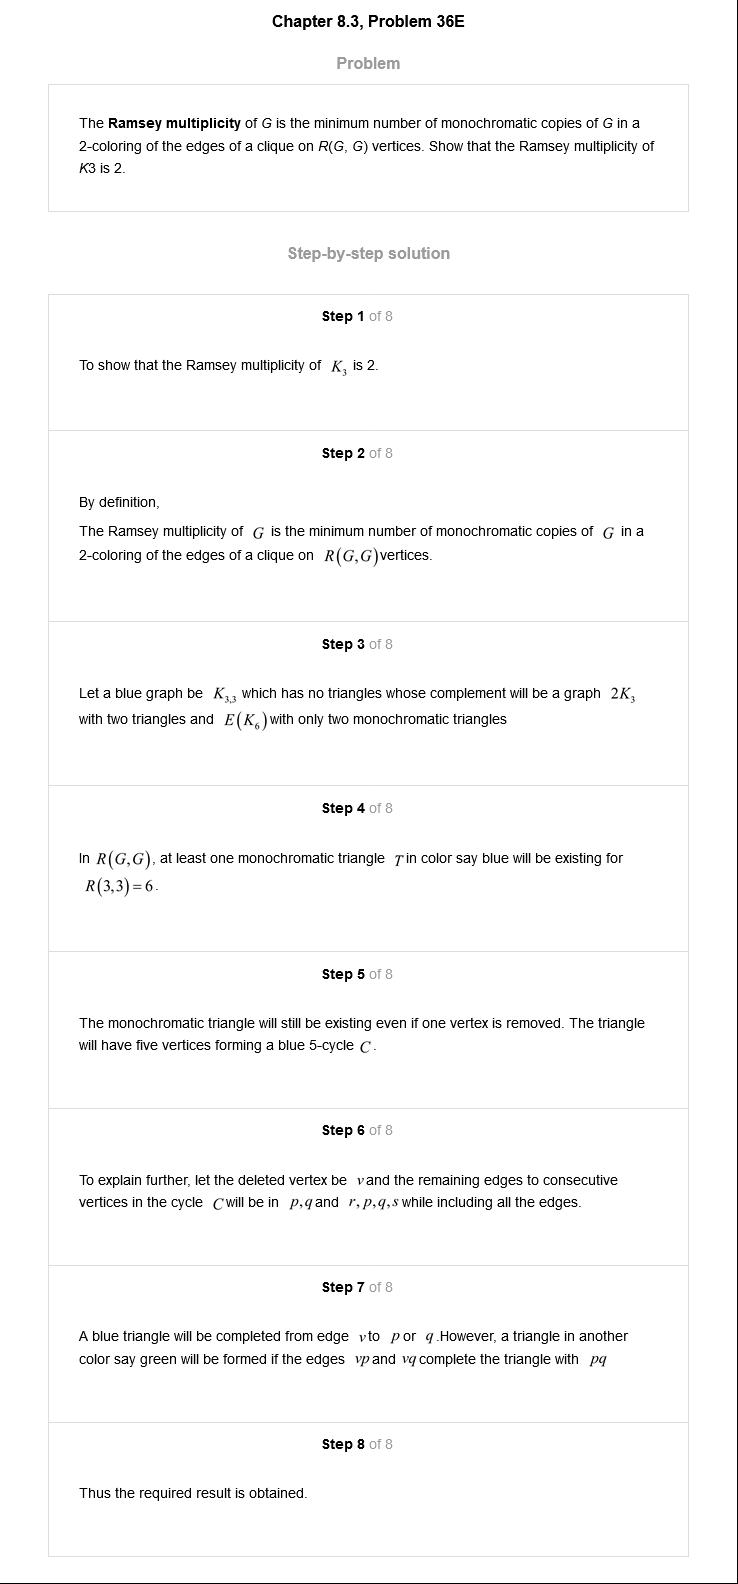 Chapter 8.3, Problem 36E
Problem
The Ramsey multiplicity of G is the minimum number of monochromatic copies of G in a
2-coloring of the edges of a clique on R(G, G) vertices. Show that the Ramsey multiplicity of
K3 is 2.
Step-by-step solution
Step 1 of 8
To show that the Ramsey multiplicity of K₃ is 2.
Step 2 of 8
By definition,
The Ramsey multiplicity of G is the minimum number of monochromatic copies of G in a
2-coloring of the edges of a clique on R(G,G)vertices.
Step 3 of 8
Let a blue graph be K₃,₃ which has no triangles whose complement will be a graph 2K₃
with two triangles and E(K₆)with only two monochromatic triangles
Step 4 of 8
In R(G,G), at least one monochromatic triangle T in color say blue will be existing for
R(3,3)=6.
Step 5 of 8
The monochromatic triangle will still be existing even if one vertex is removed. The triangle
will have five vertices forming a blue 5-cycle C.
Step 6 of 8
To explain further, let the deleted vertex be v and the remaining edges to consecutive
vertices in the cycle C will be in p,q and r,p,q,s while including all the edges.
Step 7 of 8
A blue triangle will be completed from edge v to p or q.However, a triangle in another
color say green will be formed if the edges vp and vq complete the triangle with pq
Step 8 of 8
Thus the required result is obtained.